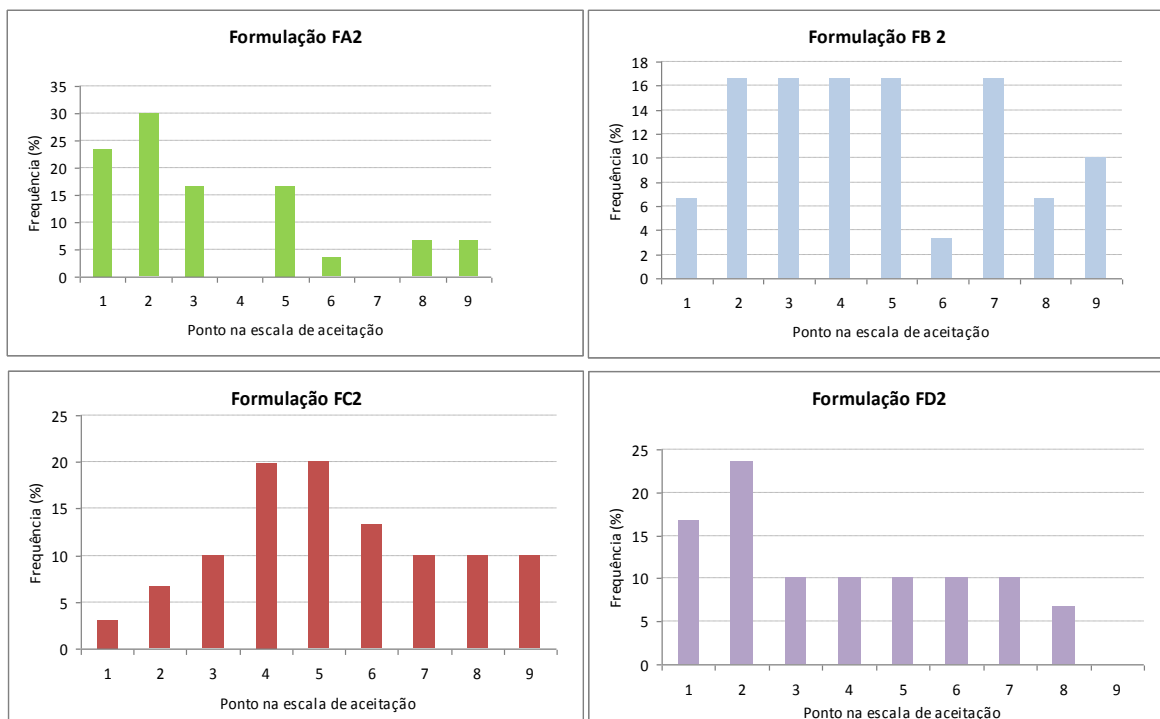 Formulação FA2
Frequência (%)
35
30
25
20
15
10
5
0
1 2 3 4 5 6 7 8 9
Ponto na escala de aceitação
Formulação FB 2
Frequência (%)
18
16
14
12
10
8
6
4
2
0
1 2 3 4 5 6 7 8 9
Ponto na escala de aceitação
Formulação FC2
Frequência (%)
25
20
15
10
5
0
1 2 3 4 5 6 7 8 9
Ponto na escala de aceitação
Formulação FD2
Frequência (%)
25
20
15
10
5
0
1 2 3 4 5 6 7 8 9
Ponto na escala de aceitação